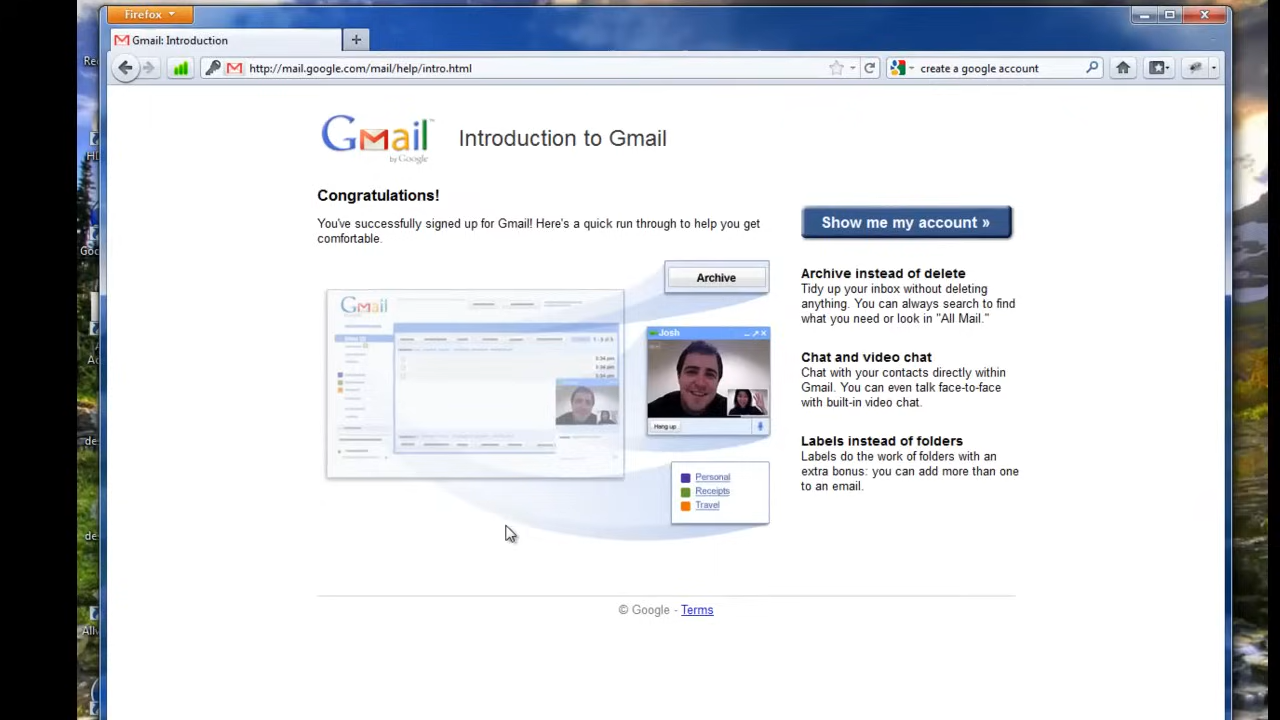 Firefox
Gmail: Introduction
http://mail.google.com/mail/help/intro.html
create a google account
Gmail™
by Google
Introduction to Gmail
Congratulations!
You've successfully signed up for Gmail! Here's a quick run through to help you get
comfortable.
Show me my account »
Archive
Gmail
Josh
Hang up
Personal
Receipts
Travel
Archive instead of delete
Tidy up your inbox without deleting
anything. You can always search to find
what you need or look in "All Mail."
Chat and video chat
Chat with your contacts directly within
Gmail. You can even talk face-to-face
with built-in video chat.
Labels instead of folders
Labels do the work of folders with an
extra bonus: you can add more than one
to an email.
© Google - Terms